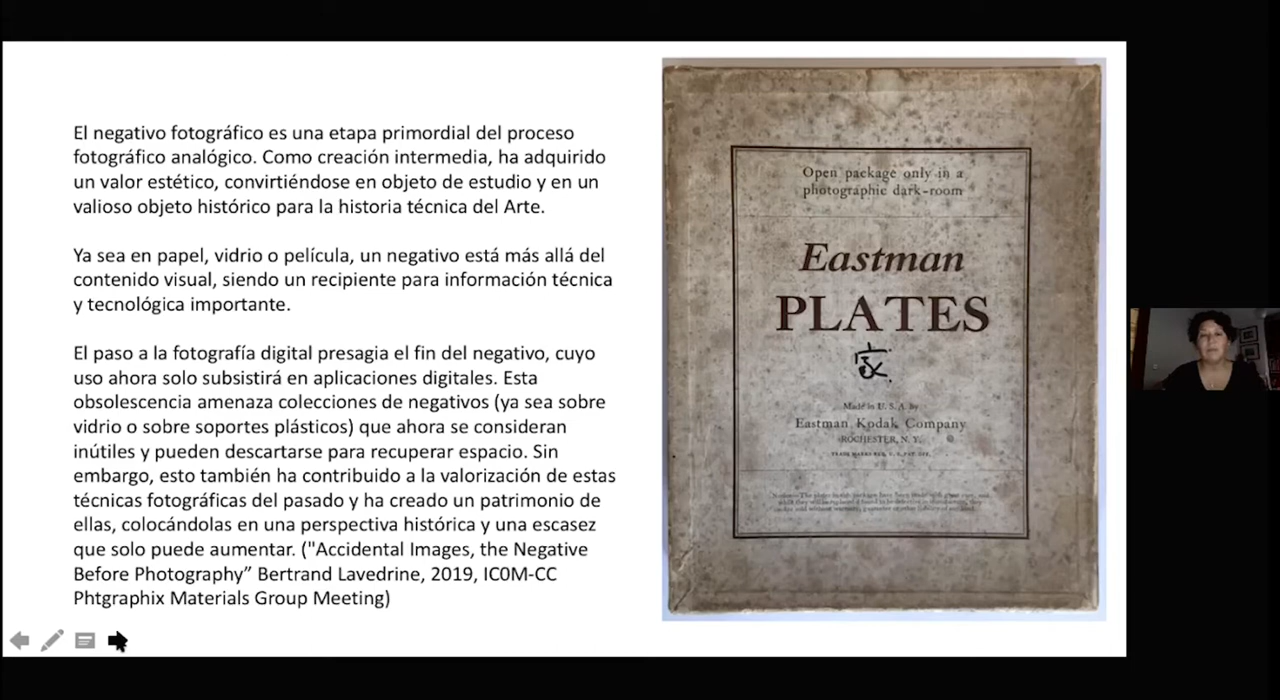 El negativo fotográfico es una etapa primordial del proceso
fotográfico analógico. Como creación intermedia, ha adquirido
un valor estético, convirtiéndose en objeto de estudio y en un
valioso objeto histórico para la historia técnica del Arte.
Ya sea en papel, vidrio o película, un negativo está más allá del
contenido visual, siendo un recipiente para información técnica
y tecnológica importante.
El paso a la fotografía digital presagia el fin del negativo, cuyo
uso ahora solo subsistirá en aplicaciones digitales. Esta
obsolescencia amenaza colecciones de negativos (ya sea sobre
vidrio o sobre soportes plásticos) que ahora se consideran
inútiles y pueden descartarse para recuperar espacio. Sin
embargo, esto también ha contribuido a la valorización de estas
técnicas fotográficas del pasado y ha creado un patrimonio de
ellas, colocándolas en una perspectiva histórica y una escasez
que solo puede aumentar. ("Accidental Images, the Negative
Before Photography” Bertrand Lavedrine, 2019, IC0M-CC
Phtgraphix Materials Group Meeting)
Open package only in a
photographic dark-room
Eastman
PLATES
Made in U. S. A. by
Eastman Kodak Company
ROCHESTER, N. Y.